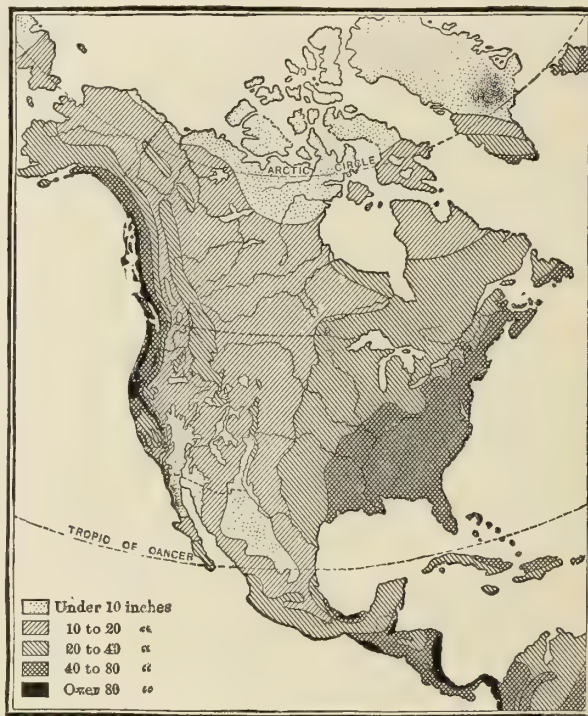 ARCTIC CIRCLE
TROPIC OF CANCER
Under 10 inches
10 to 20 "
20 to 40 "
40 to 80 "
Over 80 "